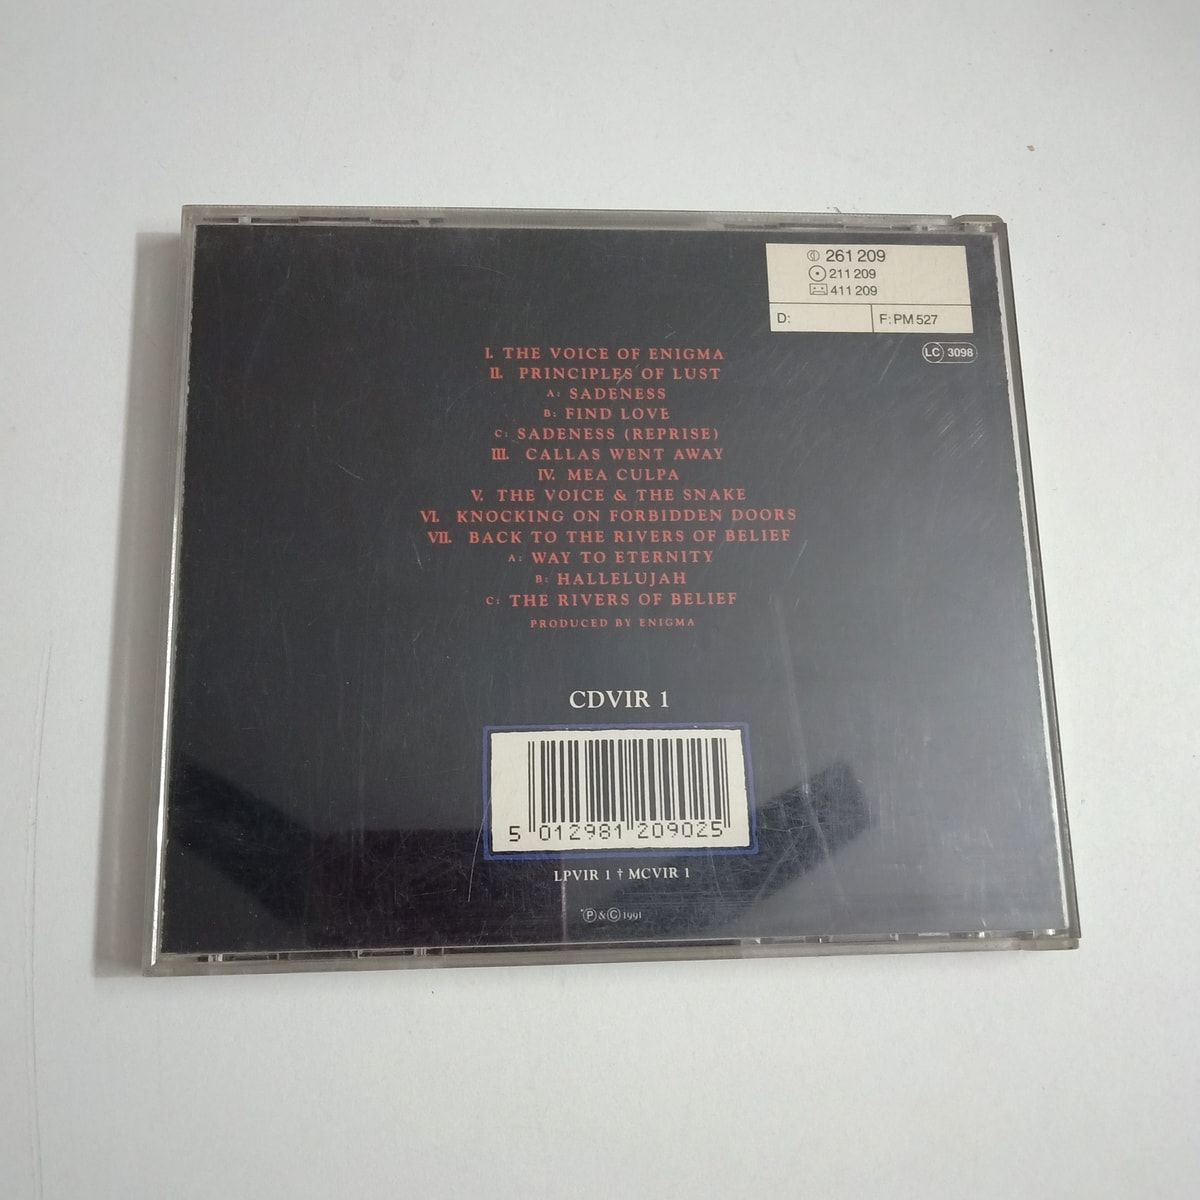 261 209
211 209
411 209
D: F: PM 527
LC 3098
I. THE VOICE OF ENIGMA
II. PRINCIPLES OF LUST
A: SADENESS
B: FIND LOVE
C: SADENESS (REPRISE)
III. CALLAS WENT AWAY
IV. MEA CULPA
V. THE VOICE & THE SNAKE
VI. KNOCKING ON FORBIDDEN DOORS
VII. BACK TO THE RIVERS OF BELIEF
A: WAY TO ETERNITY
B: HALLELUJAH
C: THE RIVERS OF BELIEF
PRODUCED BY ENIGMA
CDVIR 1
5 012981 209025
LPVIR 1 † MCVIR 1
℗ & © 1991